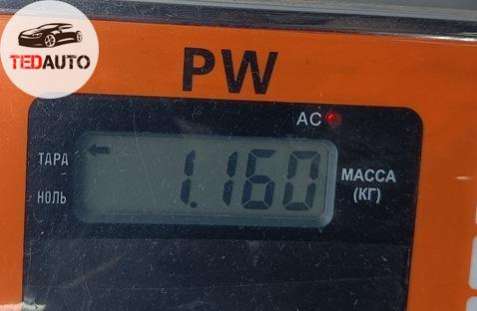 TEDAUTO
PW
AC
ТАРА
1.160
МАССА
НОЛЬ
(КГ)